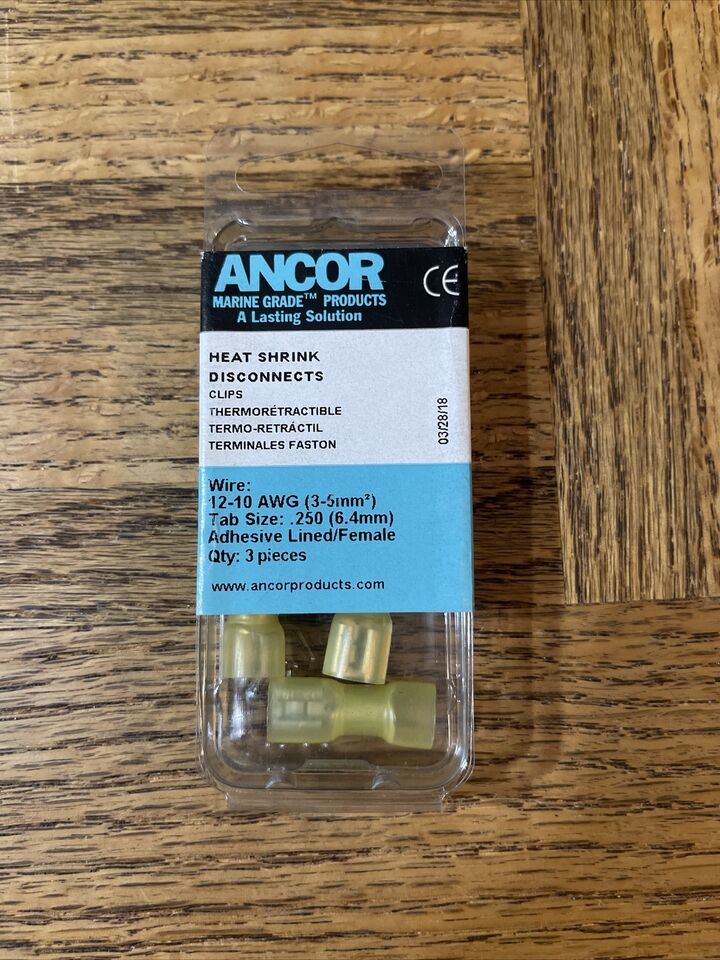 ANCOR
MARINE GRADE™ PRODUCTS
A Lasting Solution
CE
HEAT SHRINK
DISCONNECTS
CLIPS
THERMORÉTRACTIBLE
TERMO-RETRÁCTIL
TERMINALES FASTON
03/28/18
Wire:
12-10 AWG (3-5mm²)
Tab Size: .250 (6.4mm)
Adhesive Lined/Female
Qty: 3 pieces
www.ancorproducts.com